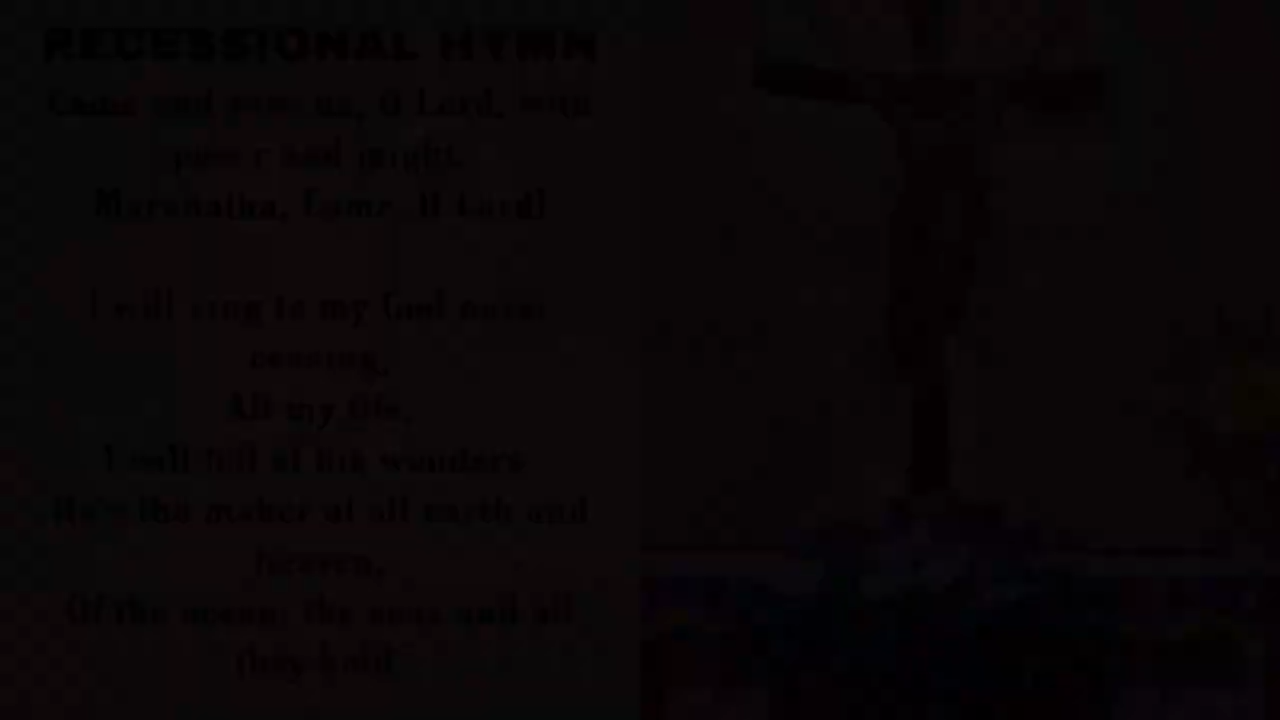 RECESSIONAL HYMN
Come and save us, O Lord, with
power and might.
Maranatha, Come, O Lord!
I will sing to my God never
ceasing,
All my life,
I will tell of his wonders
He's the maker of all earth and
heaven,
Of the ocean, the seas and all
they hold